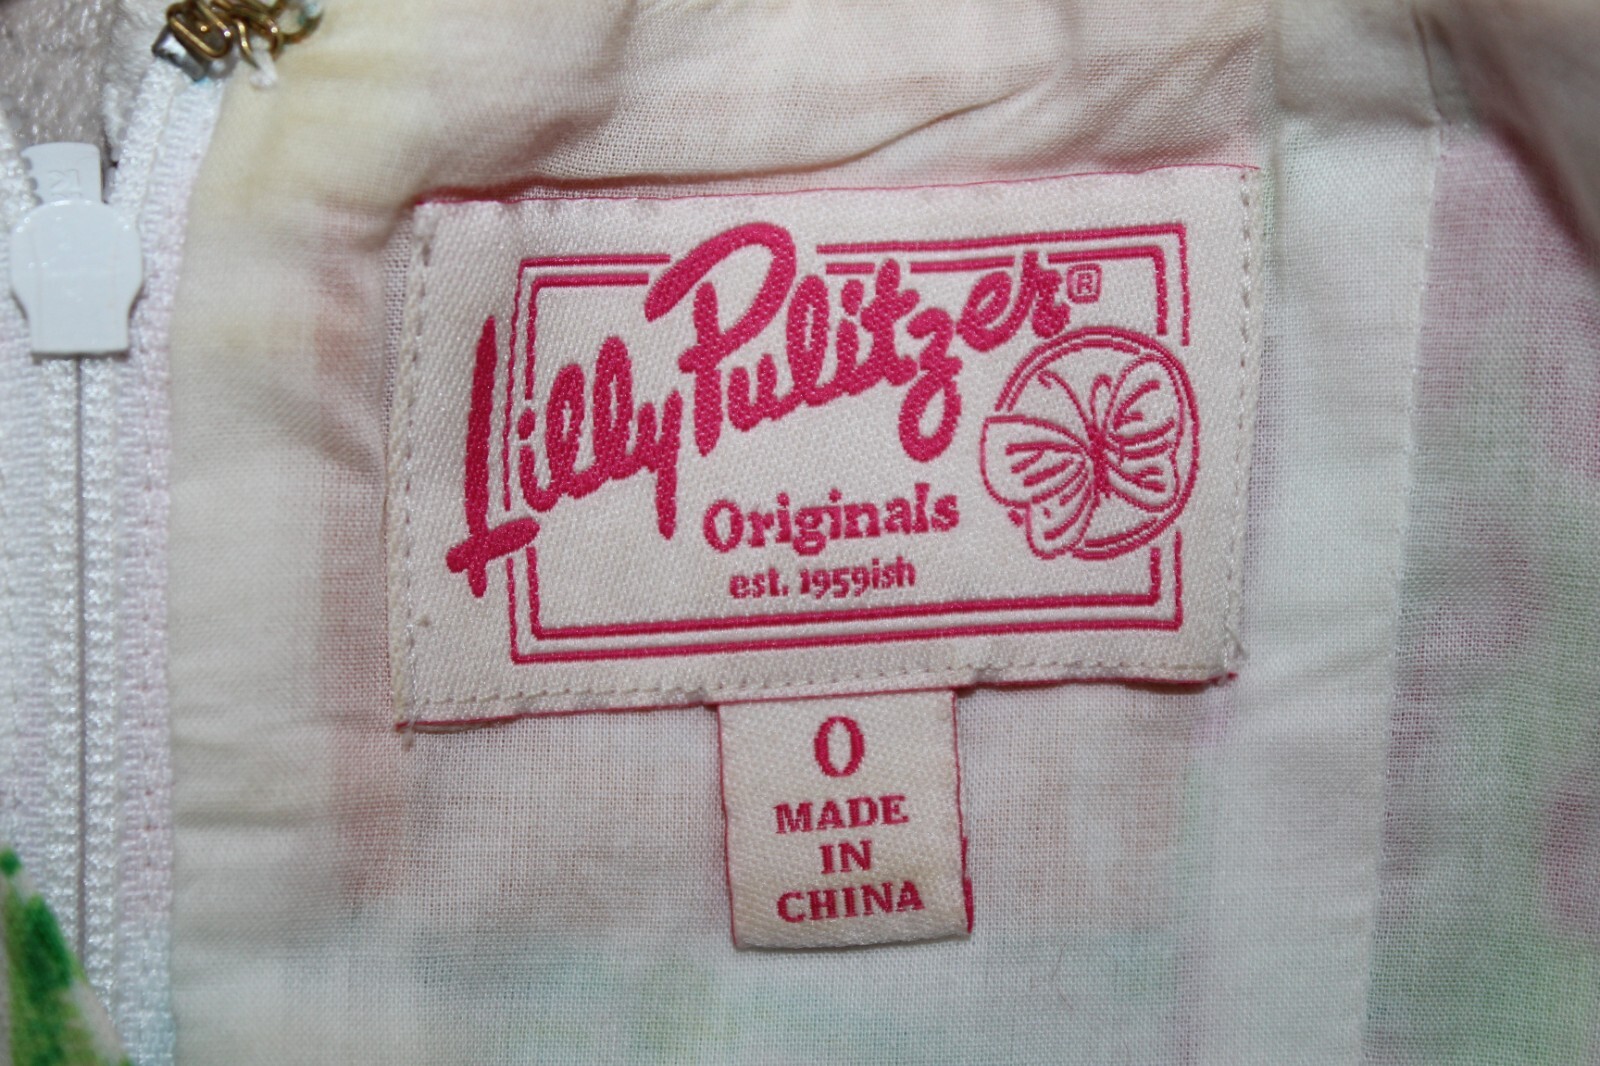 Lilly Pulitzer®
Originals
est. 1959ish
0
MADE
IN
CHINA